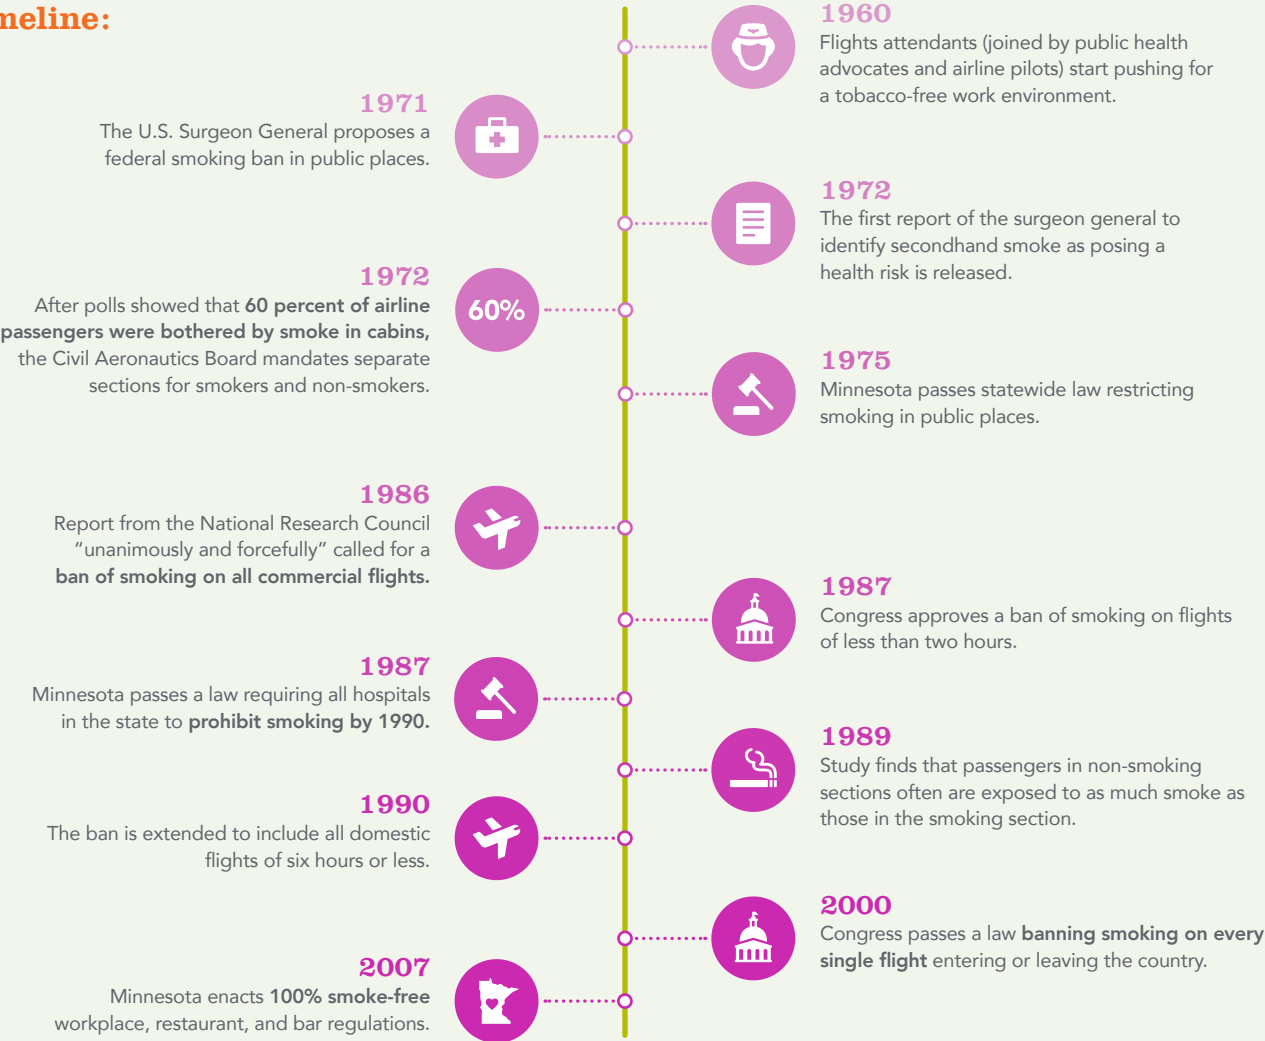 meline:
1960
Flights attendants (joined by public health
advocates and airline pilots) start pushing for
a tobacco-free work environment.
1971
The U.S. Surgeon General proposes a
federal smoking ban in public places.
1972
The first report of the surgeon general to
identify secondhand smoke as posing a
health risk is released.
1972
After polls showed that 60 percent of airline
passengers were bothered by smoke in cabins,
the Civil Aeronautics Board mandates separate
sections for smokers and non-smokers.
60%
1975
Minnesota passes statewide law restricting
smoking in public places.
1986
Report from the National Research Council
“unanimously and forcefully” called for a
ban of smoking on all commercial flights.
1987
Congress approves a ban of smoking on flights
of less than two hours.
1987
Minnesota passes a law requiring all hospitals
in the state to prohibit smoking by 1990.
1989
Study finds that passengers in non-smoking
sections often are exposed to as much smoke as
those in the smoking section.
1990
The ban is extended to include all domestic
flights of six hours or less.
2000
Congress passes a law banning smoking on every
single flight entering or leaving the country.
2007
Minnesota enacts 100% smoke-free
workplace, restaurant, and bar regulations.